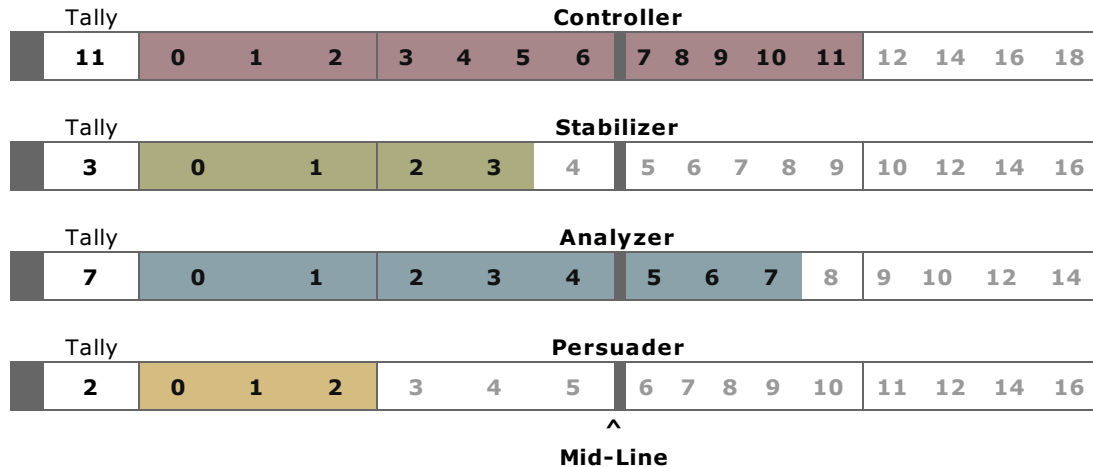 Tally Controller
11 0 1 2 3 4 5 6 7 8 9 10 11 12 14 16 18
Tally Stabilizer
3 0 1 2 3 4 5 6 7 8 9 10 12 14 16
Tally Analyzer
7 0 1 2 3 4 5 6 7 8 9 10 12 14
Tally Persuader
2 0 1 2 3 4 5 6 7 8 9 10 11 12 14 16
^
Mid-Line